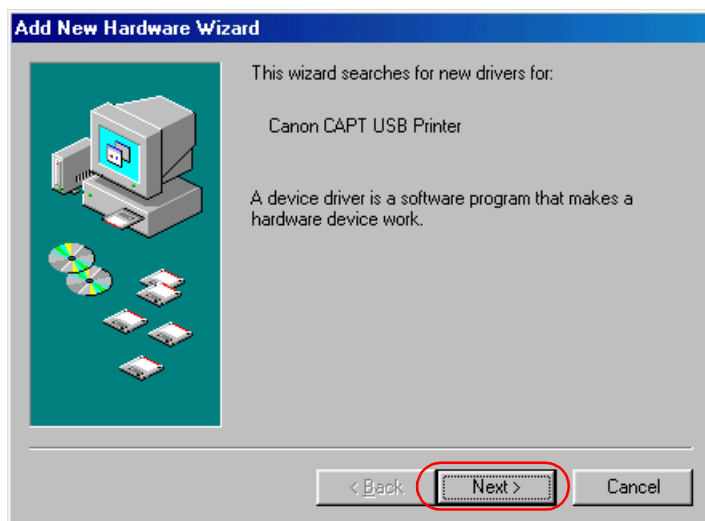 Add New Hardware Wizard
This wizard searches for new drivers for:
Canon CAPT USB Printer
A device driver is a software program that makes a
hardware device work.
< Back
Next >
Cancel